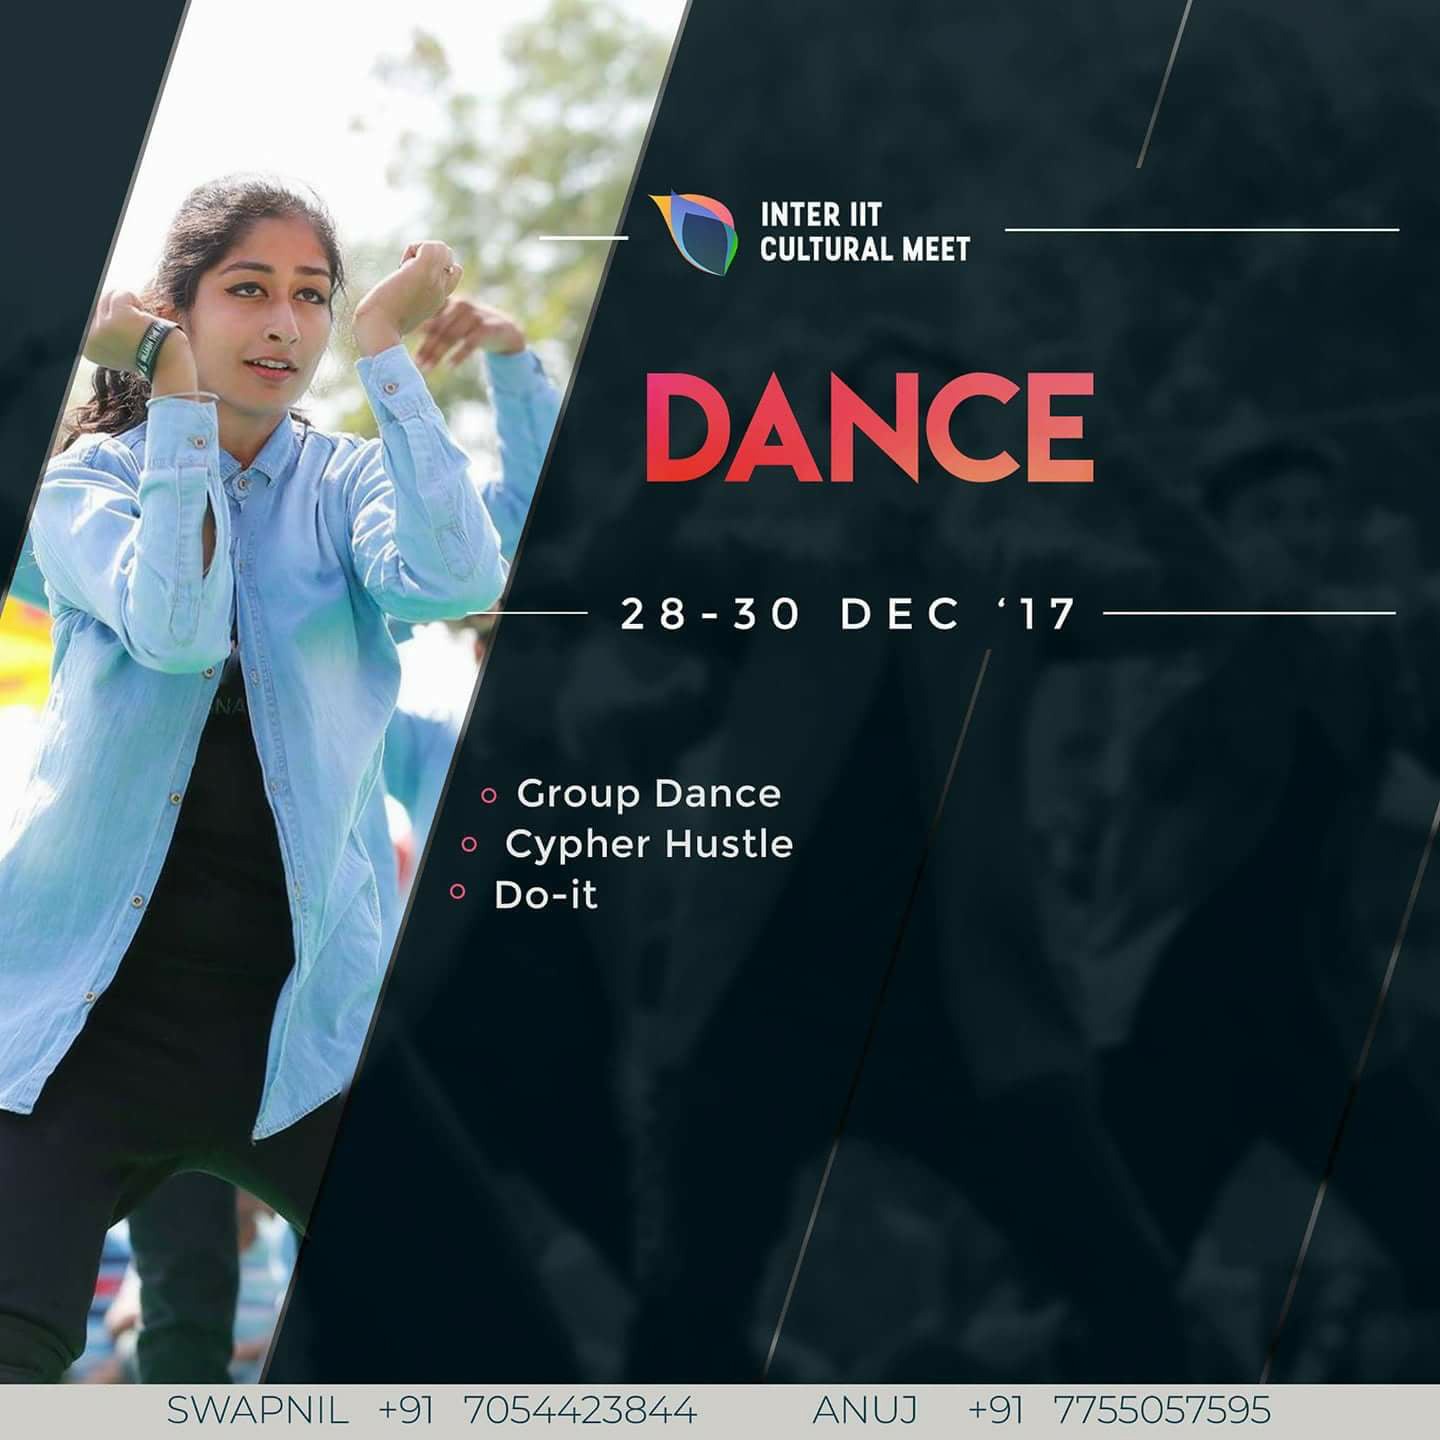 INTER IIT
CULTURAL MEET
DANCE
28-30 DEC ‘17
Group Dance
Cypher Hustle
Do-it
SWAPNIL +91 7054423844 ANUJ +91 7755057595